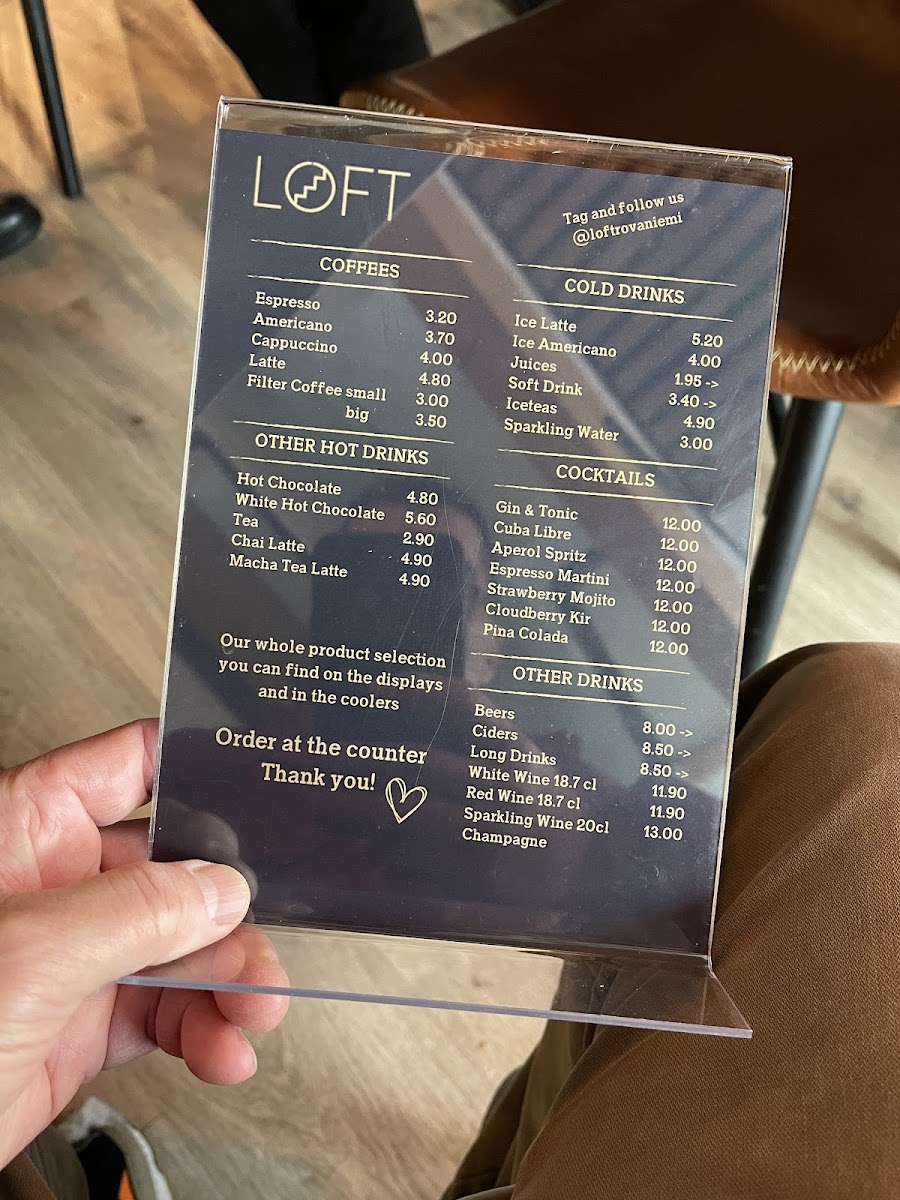 LOFT
Tag and follow us
@loftrovaniemi
COFFEES
Espresso 3.20
Americano 3.70
Cappuccino 4.00
Latte 4.80
Filter Coffee small 3.00
big 3.50
OTHER HOT DRINKS
Hot Chocolate 4.80
White Hot Chocolate 5.60
Tea 2.90
Chai Latte 4.90
Macha Tea Latte 4.90
Our whole product selection
you can find on the displays
and in the coolers
Order at the counter
Thank you!
COLD DRINKS
Ice Latte 5.20
Ice Americano 4.00
Juices 1.95 ->
Soft Drink 3.40 ->
Iceteas 4.90
Sparkling Water 3.00
COCKTAILS
Gin & Tonic 12.00
Cuba Libre 12.00
Aperol Spritz 12.00
Espresso Martini 12.00
Strawberry Mojito 12.00
Cloudberry Kir 12.00
Pina Colada 12.00
OTHER DRINKS
Beers 8.00 ->
Ciders 8.50 ->
Long Drinks 8.50 ->
White Wine 18.7 cl 11.90
Red Wine 18.7 cl 11.90
Sparkling Wine 20cl 13.00
Champagne